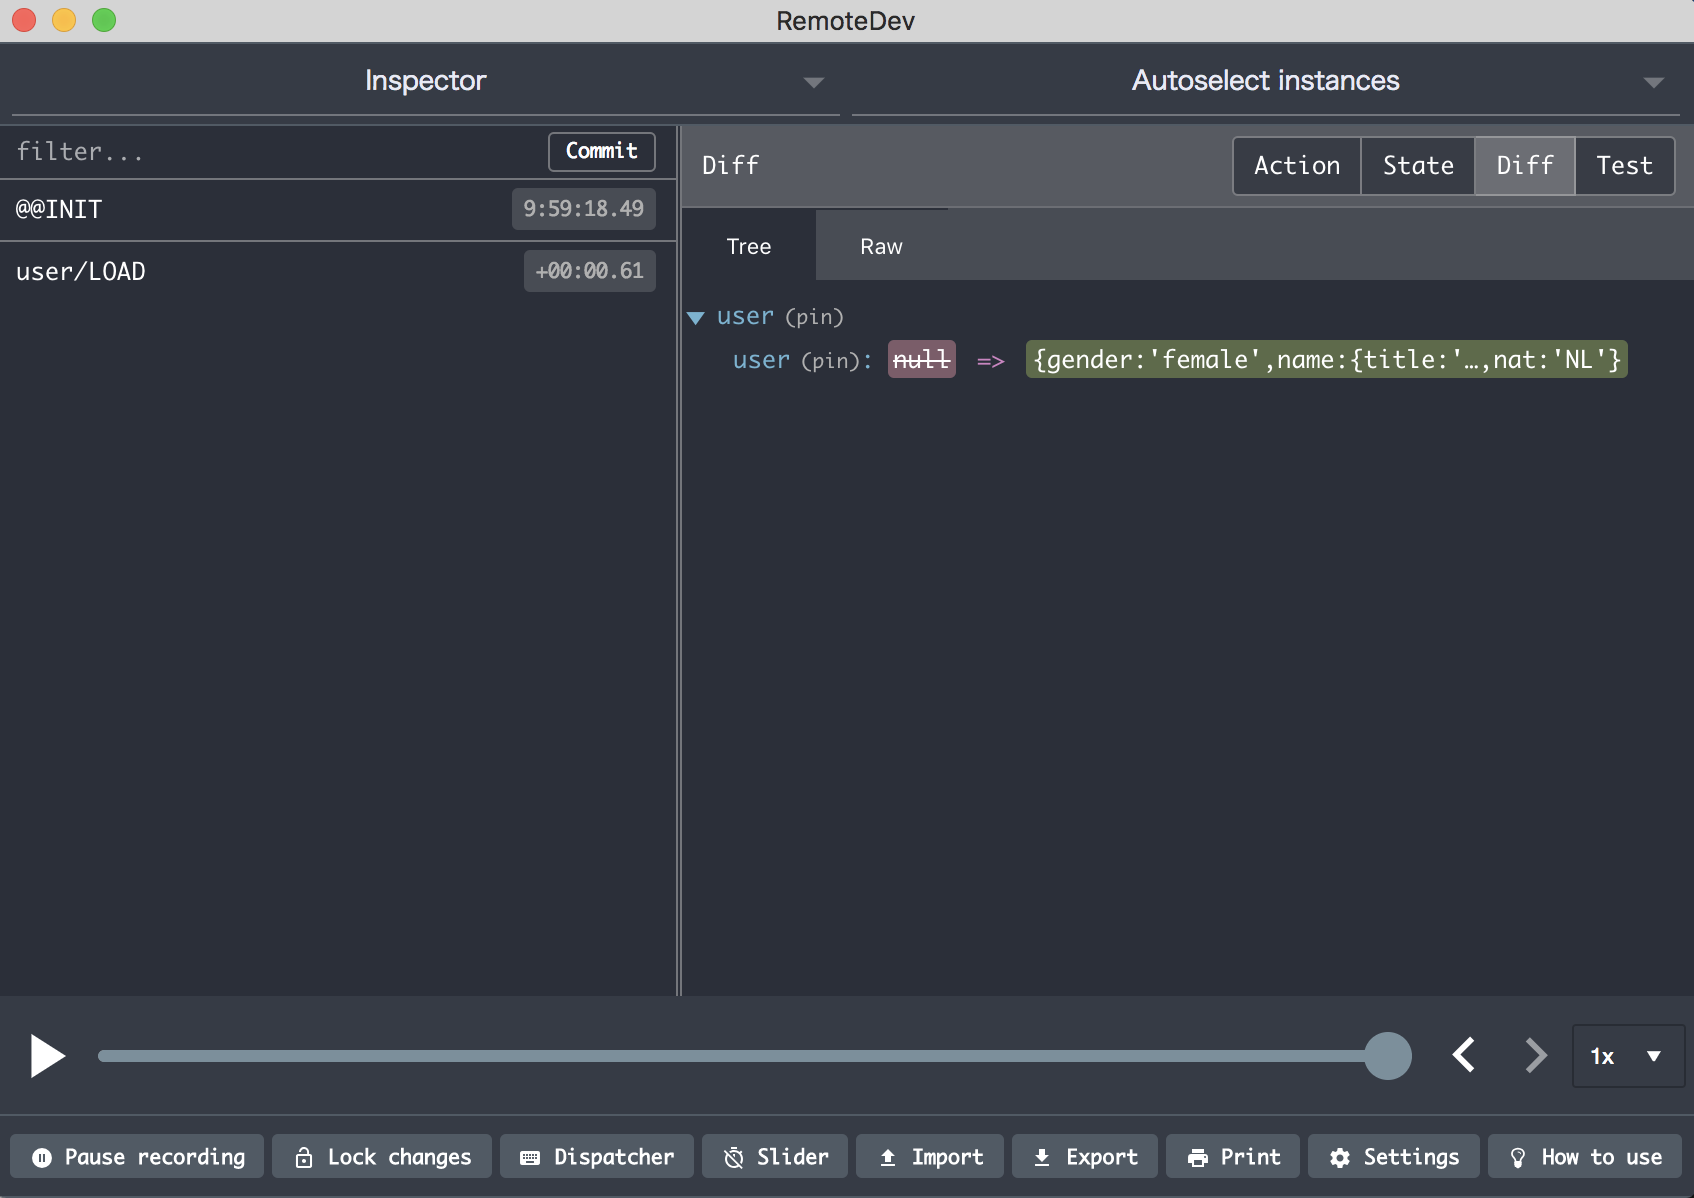 RemoteDev
Inspector
Autoselect instances
filter...
Commit
@@INIT
9:59:18.49
user/LOAD
+00:00.61
Diff
Action
State
Diff
Test
Tree
Raw
user (pin)
user (pin): null => {gender:'female',name:{title:'…,nat:'NL'}
1x
Pause recording
Lock changes
Dispatcher
Slider
Import
Export
Print
Settings
How to use